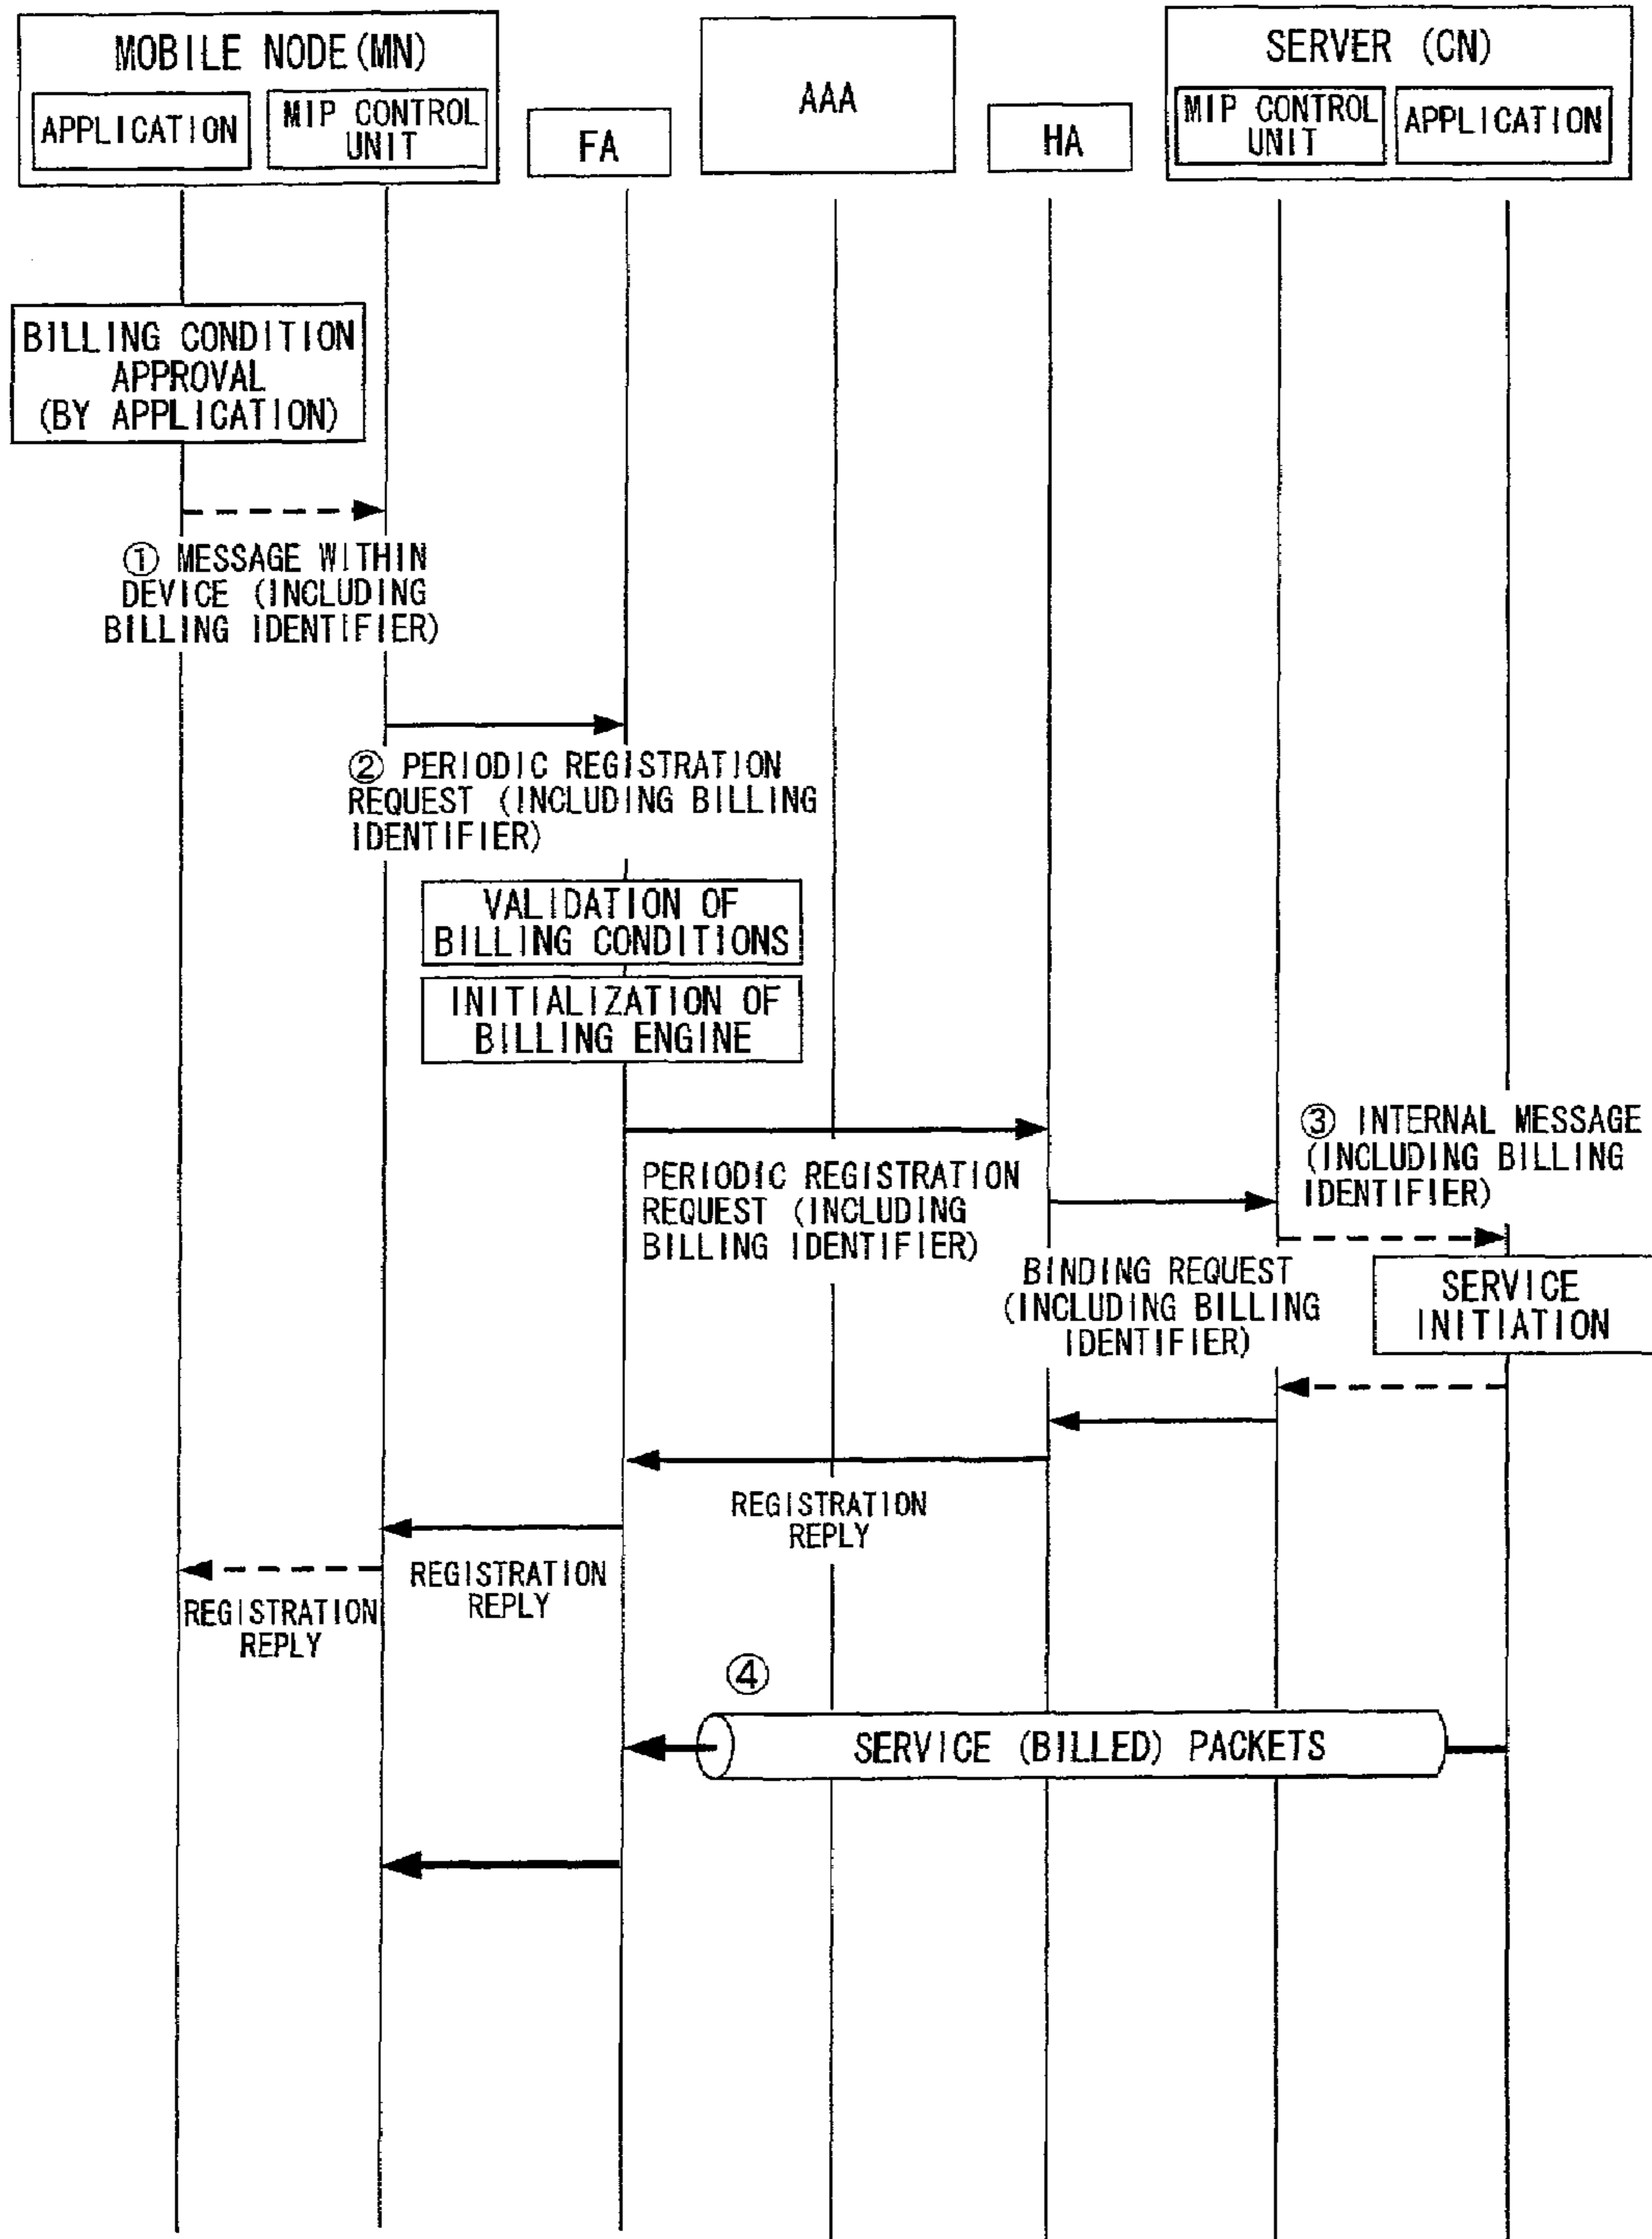 MOBILE NODE(MN)
APPLICATION
MIP CONTROL
UNIT
FA
AAA
HA
SERVER (CN)
MIP CONTROL
UNIT
APPLICATION
BILLING CONDITION
APPROVAL
(BY APPLICATION)
① MESSAGE WITHIN
DEVICE (INCLUDING
BILLING IDENTIFIER)
② PERIODIC REGISTRATION
REQUEST (INCLUDING BILLING
IDENTIFIER)
VALIDATION OF
BILLING CONDITIONS
INITIALIZATION OF
BILLING ENGINE
PERIODIC REGISTRATION
REQUEST (INCLUDING
BILLING IDENTIFIER)
③ INTERNAL MESSAGE
(INCLUDING BILLING
IDENTIFIER)
BINDING REQUEST
(INCLUDING BILLING
IDENTIFIER)
SERVICE
INITIATION
REGISTRATION
REPLY
REGISTRATION
REPLY
REGISTRATION
REPLY
④
SERVICE (BILLED) PACKETS